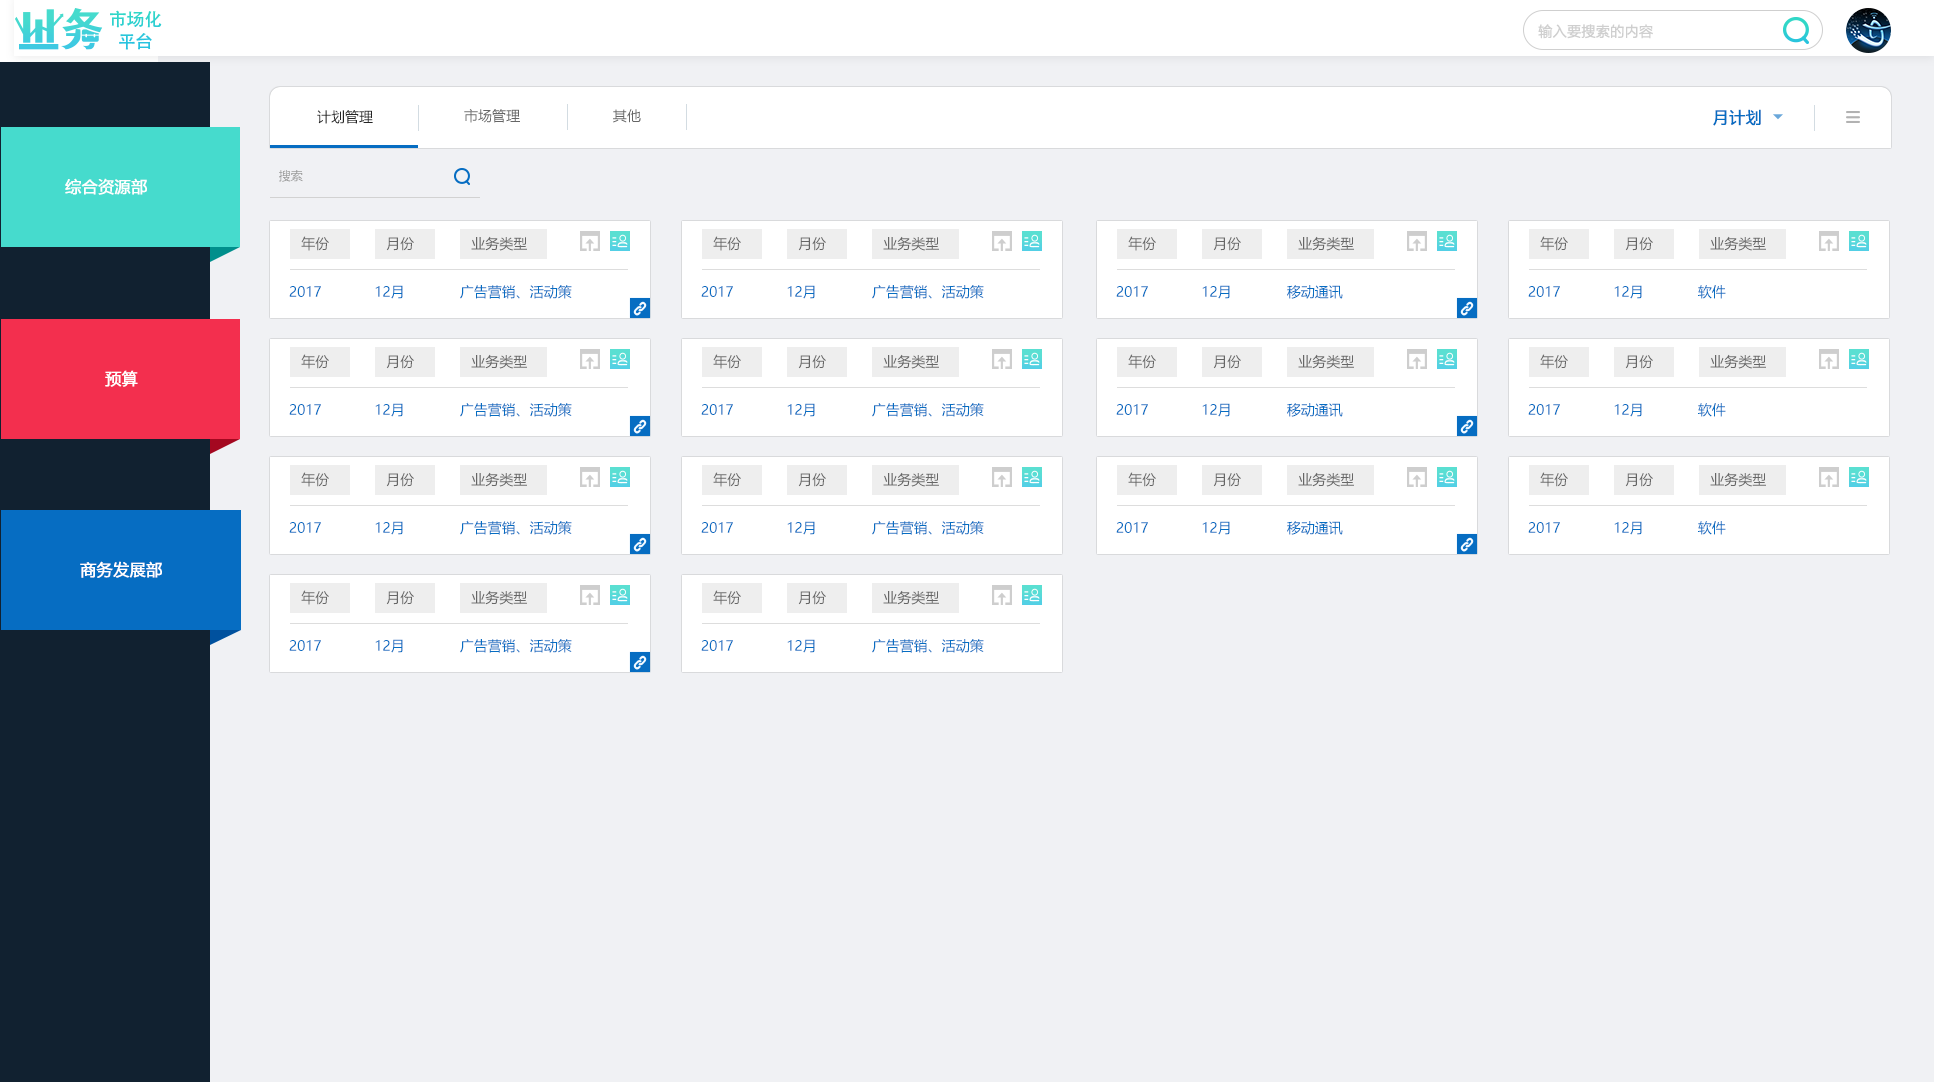 业务 市场化
平台
输入要搜索的内容
计划管理 市场管理 其他 月计划
搜索
综合资源部
预算
商务发展部
年份 月份 业务类型 年份 月份 业务类型 年份 月份 业务类型 年份 月份 业务类型
2017 12月 广告营销、活动策 2017 12月 广告营销、活动策 2017 12月 移动通讯 2017 12月 软件
年份 月份 业务类型 年份 月份 业务类型 年份 月份 业务类型 年份 月份 业务类型
2017 12月 广告营销、活动策 2017 12月 广告营销、活动策 2017 12月 移动通讯 2017 12月 软件
年份 月份 业务类型 年份 月份 业务类型 年份 月份 业务类型 年份 月份 业务类型
2017 12月 广告营销、活动策 2017 12月 广告营销、活动策 2017 12月 移动通讯 2017 12月 软件
年份 月份 业务类型 年份 月份 业务类型
2017 12月 广告营销、活动策 2017 12月 广告营销、活动策